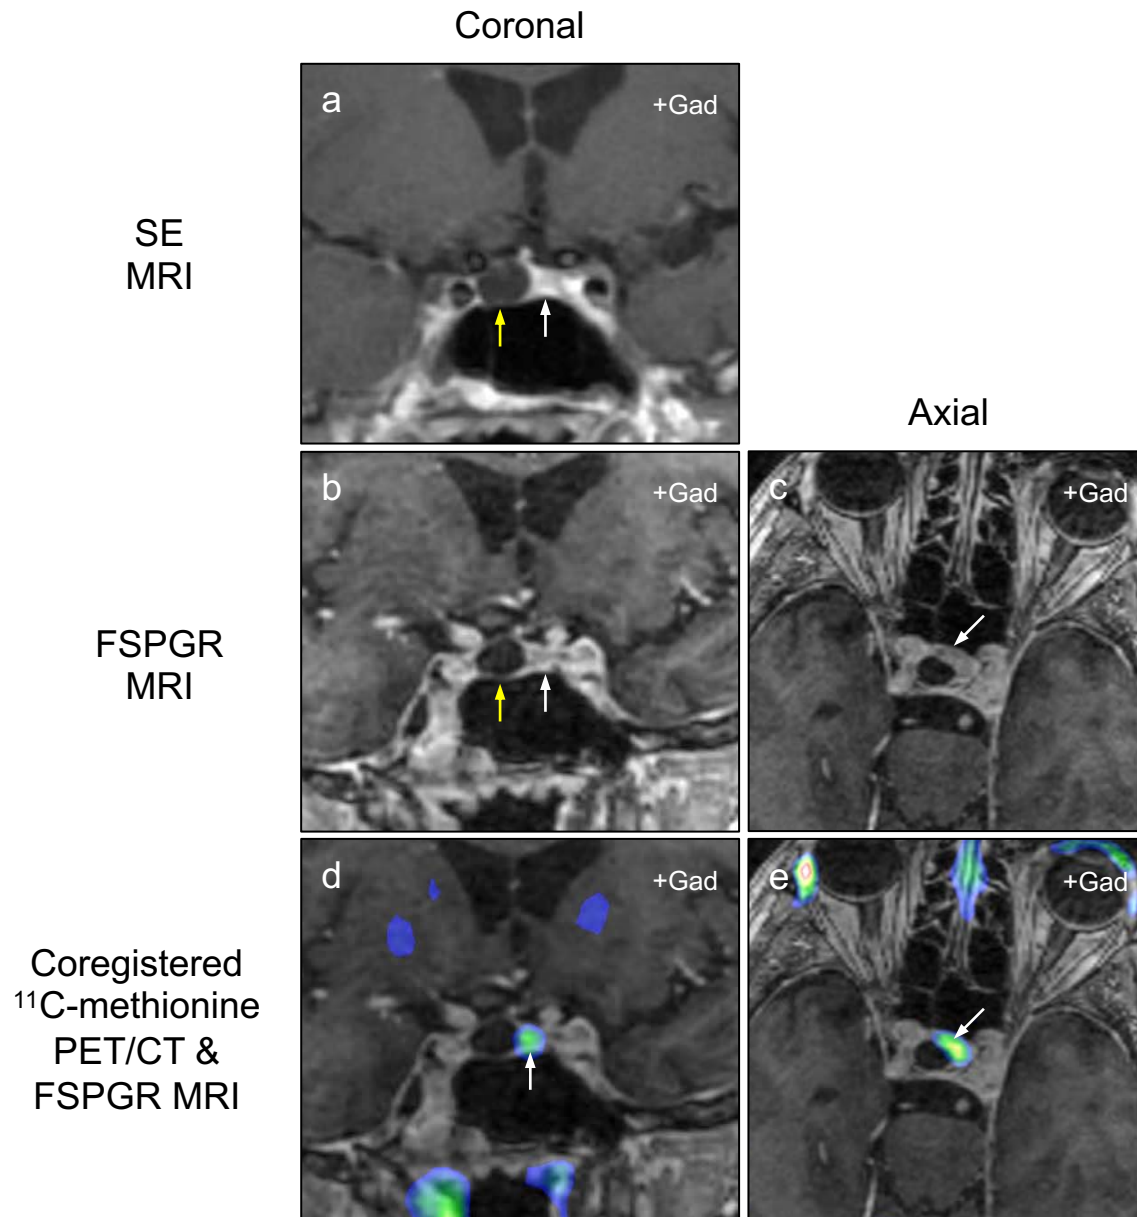 Coronal
a
+Gad
SE
MRI
Axial
b
+Gad
c
+Gad
FSPGR
MRI
d
+Gad
e
+Gad
Coregistered
¹¹C-methionine
PET/CT &
FSPGR MRI